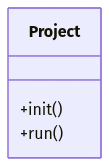 Project
+init()
+run()